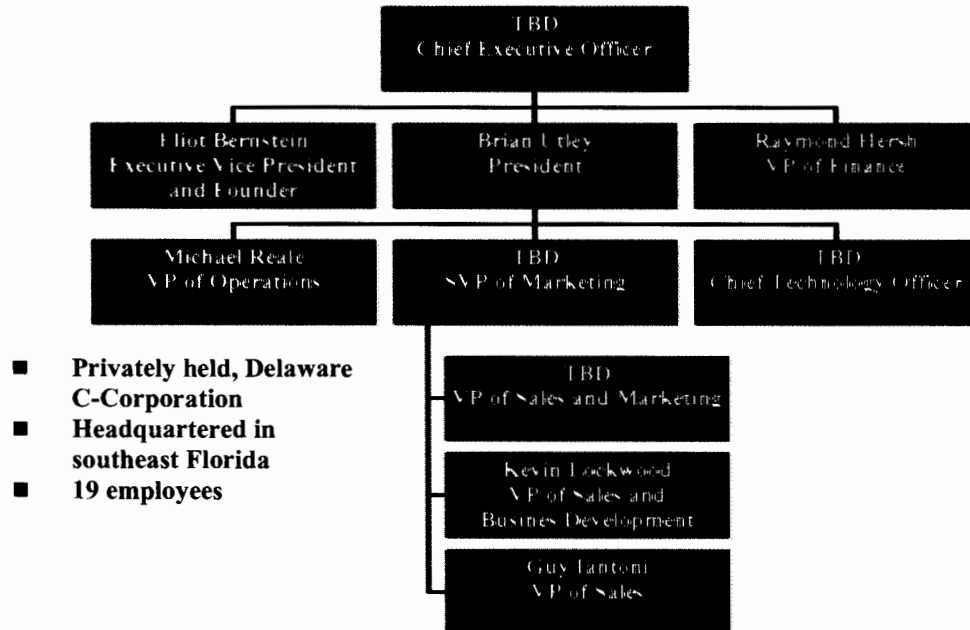 TBD
Chief Executive Officer
Eliot Bernstein
Executive Vice President
and Founder
Brian Utley
President
Raymond Hersh
VP of Finance
Michael Reale
VP of Operations
TBD
SVP of Marketing
TBD
Chief Technology Officer
■ Privately held, Delaware
C-Corporation
■ Headquartered in
southeast Florida
■ 19 employees
TBD
VP of Sales and Marketing
Kevin Lockwood
VP of Sales and
Busines Development
Guy Iantoni
VP of Sales